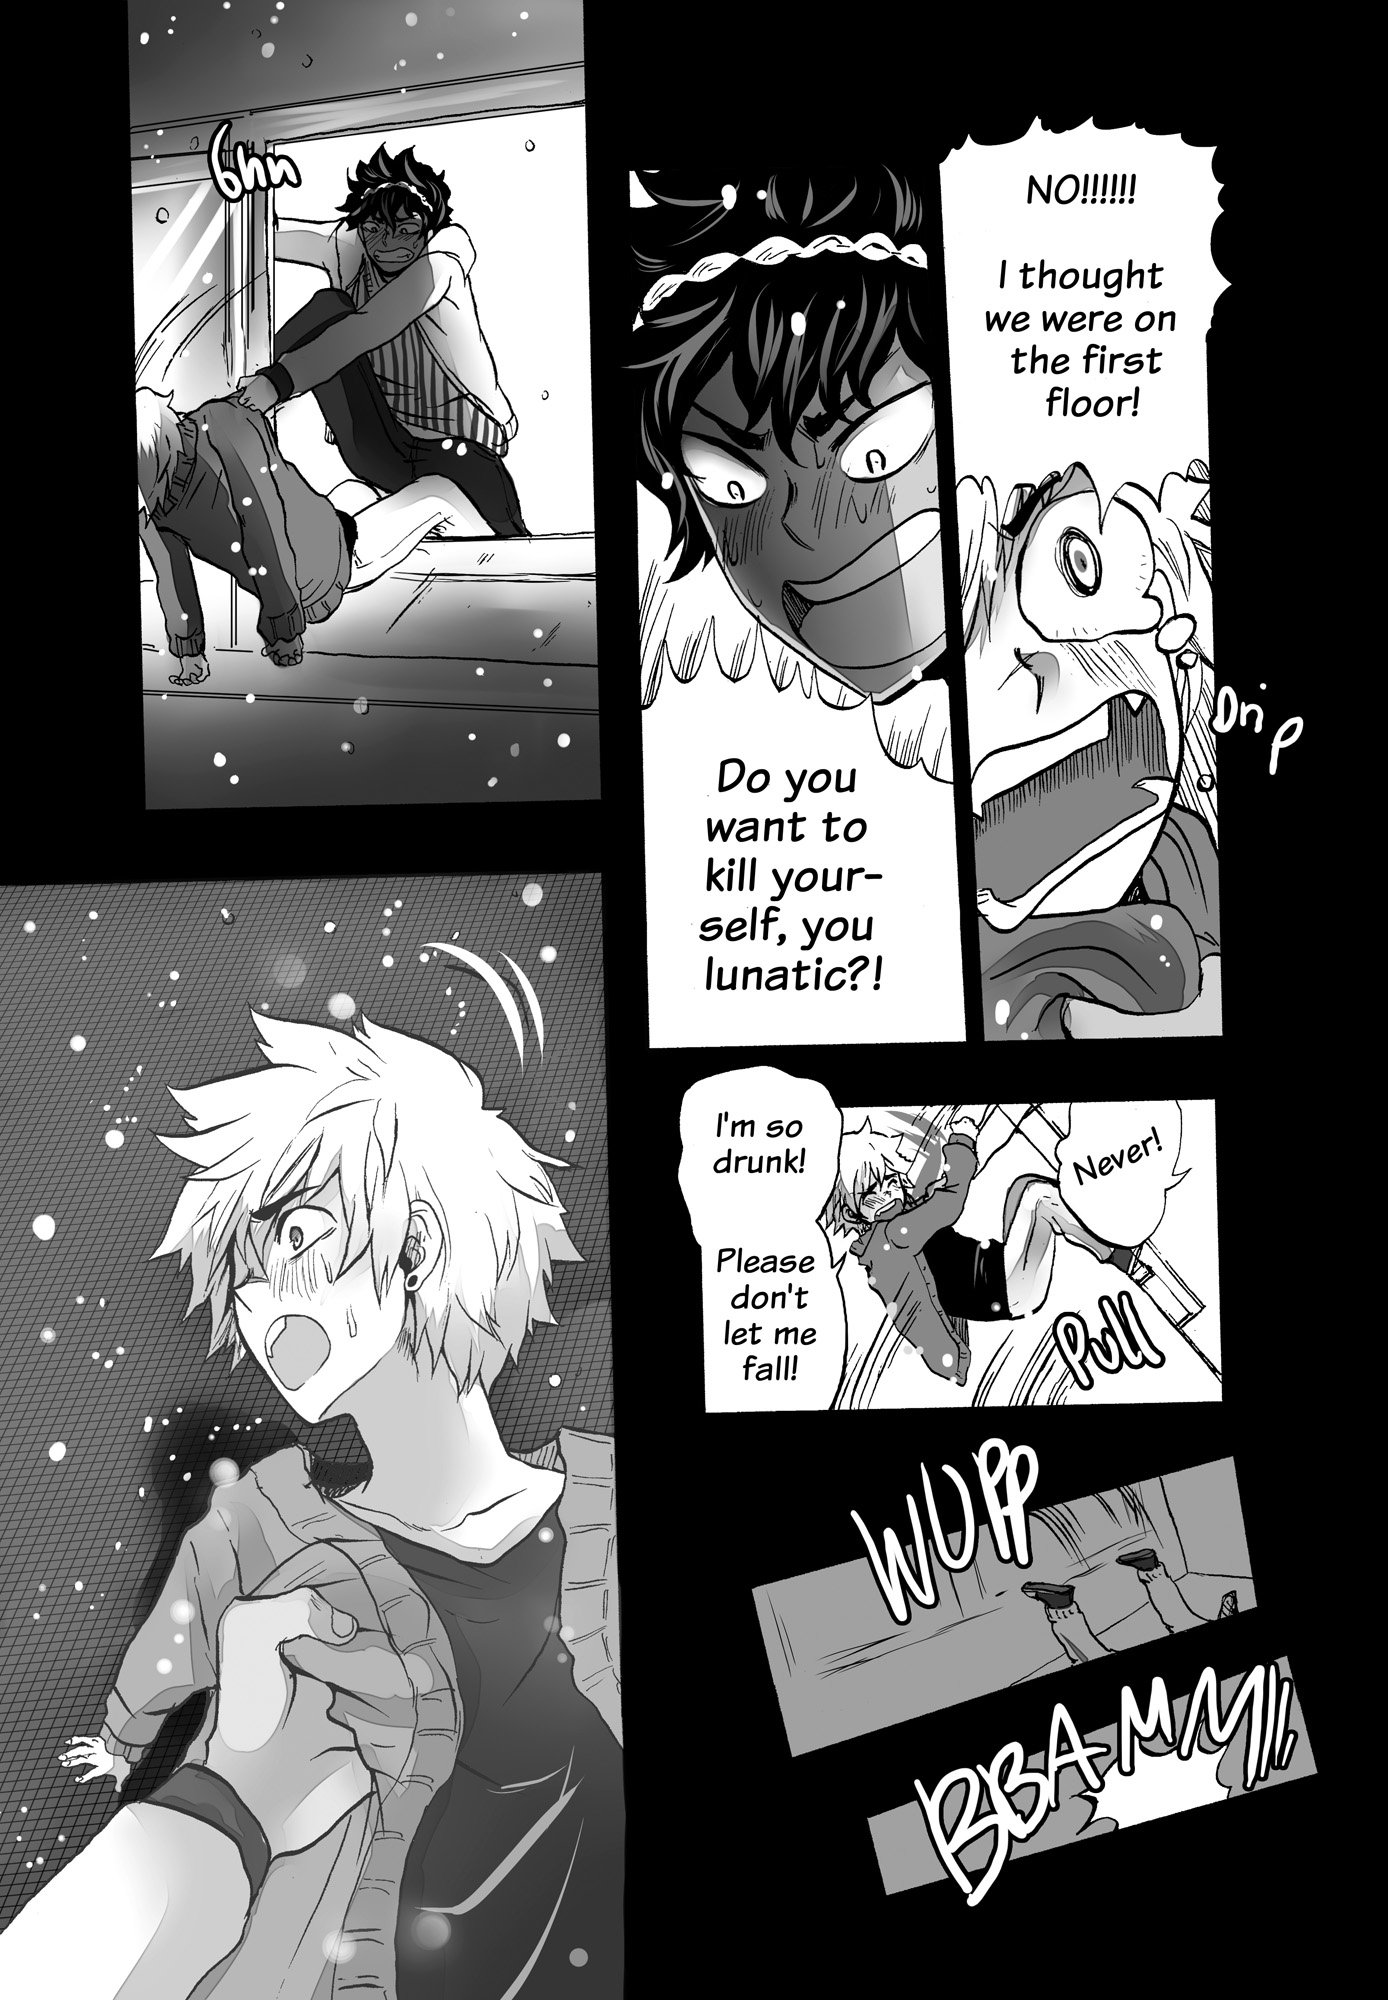 Ghn
Do you
want to
kill your-
self, you
lunatic?!
NO!!!!!!
I thought
we were on
the first
floor!
Drip
I'm so
drunk!
Please
don't
let me
fall!
Never!
Pull
WUPP
BBAMM